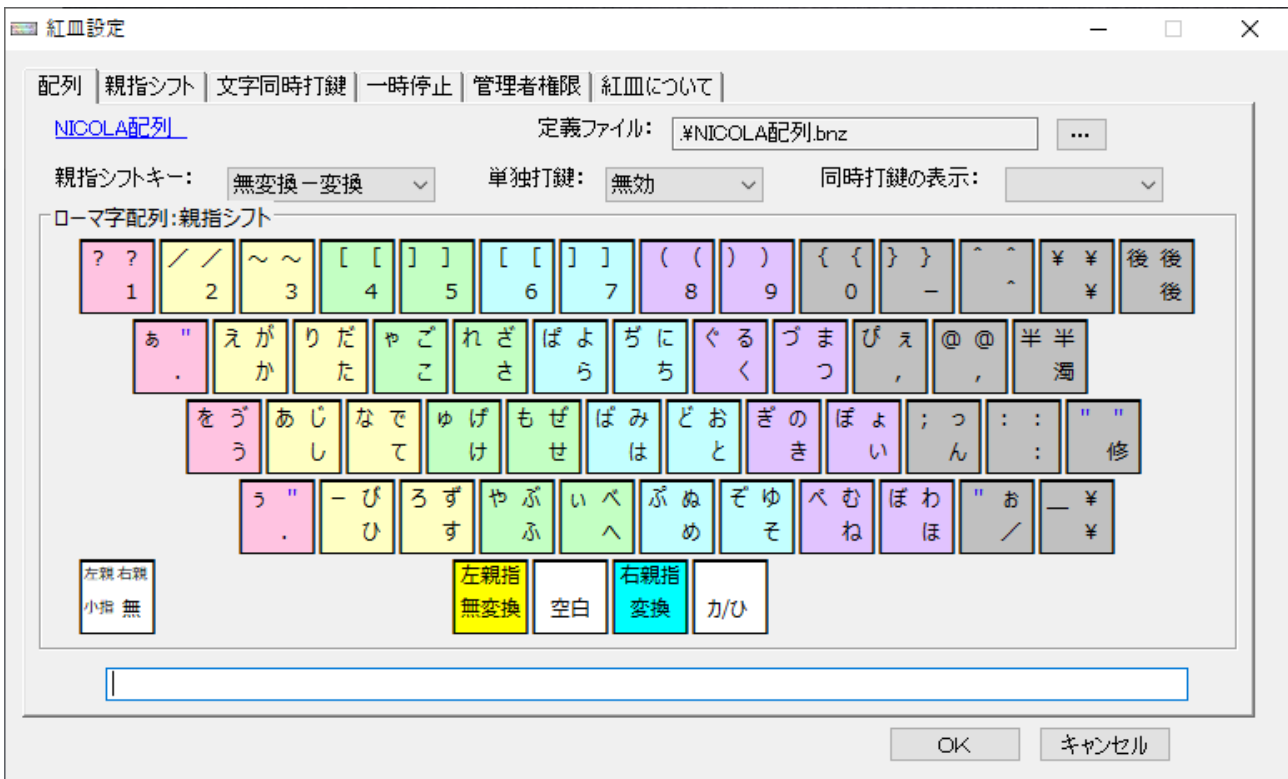 紅皿設定
配列 親指シフト 文字同時打鍵 一時停止 管理者権限 紅皿について
NICOLA配列 定義ファイル： .¥NICOLA配列.bnz ...
親指シフトキー： 無変換－変換 単独打鍵： 無効 同時打鍵の表示：
ローマ字配列:親指シフト
? ? ／ ／ ～ ～ [ [ ] ] [ [ ] ] ( ( ) ) { { } } ^ ^ ¥ ¥ 後 後
1 2 3 4 5 6 7 8 9 0 － ^ ¥ 後
ぁ " え が り だ ゃ ご れ ざ ぱ よ ぢ に ぐ る づ ま ぴ ぇ @ @ 半 半
. か た こ さ ら ち く つ , , 濁
を ゔ あ じ な で ゅ げ も ぜ ば み ど お ぎ の ぽ ょ ; っ : : " "
う し て け せ は と き い ん : 修
ぅ " ー び ろ ず や ぶ ぃ べ ぷ ぬ ぞ ゆ ぺ む ぼ わ " ぉ ＿ ¥
. ひ す ふ へ め そ ね ほ ／ ¥
左親 右親 左親指 右親指
小指 無 無変換 空白 変換 カ/ひ
OK キャンセル